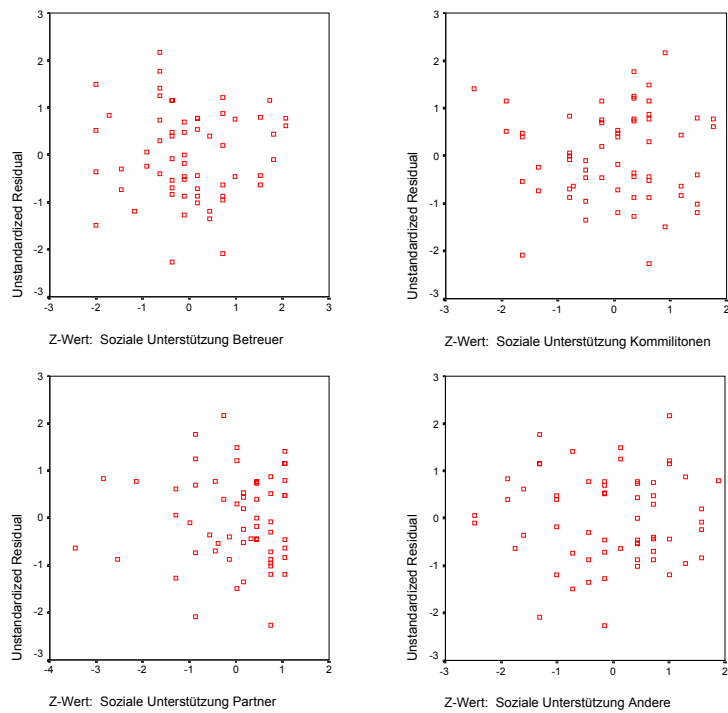 3
2
1
0
-1
-2
-3
Unstandardized Residual
-3 -2 -1 0 1 2 3
Z-Wert: Soziale Unterstützung Betreuer
3
2
1
0
-1
-2
-3
Unstandardized Residual
-3 -2 -1 0 1 2
Z-Wert: Soziale Unterstützung Kommilitonen
3
2
1
0
-1
-2
-3
Unstandardized Residual
-4 -3 -2 -1 0 1 2
Z-Wert: Soziale Unterstützung Partner
3
2
1
0
-1
-2
-3
Unstandardized Residual
-3 -2 -1 0 1 2
Z-Wert: Soziale Unterstützung Andere